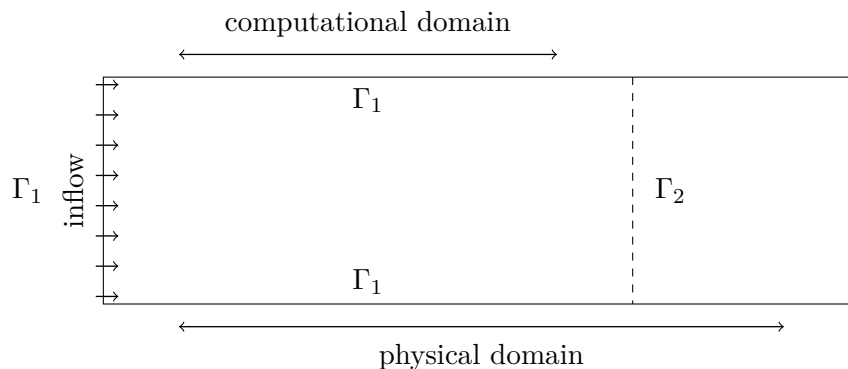 computational domain
Γ1
Γ1
inflow
Γ2
Γ1
physical domain